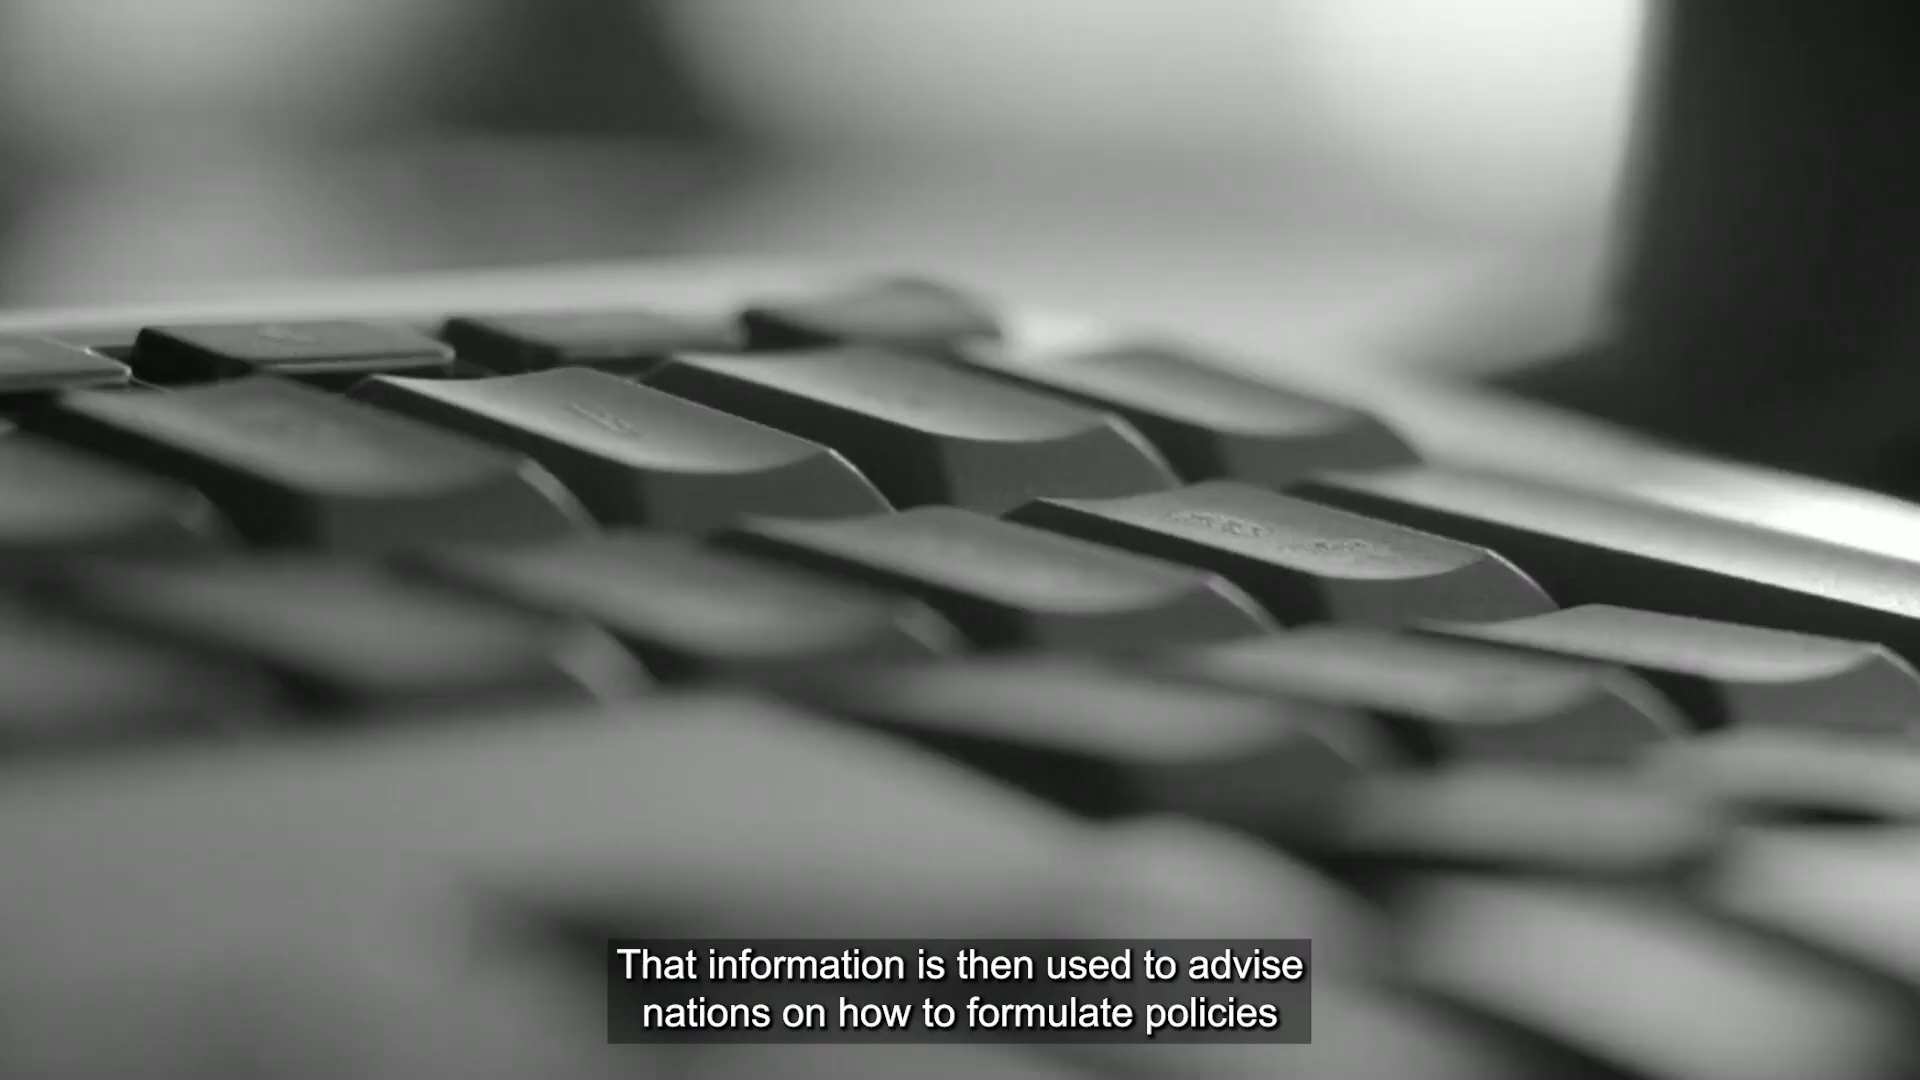 That information is then used to advise
nations on how to formulate policies